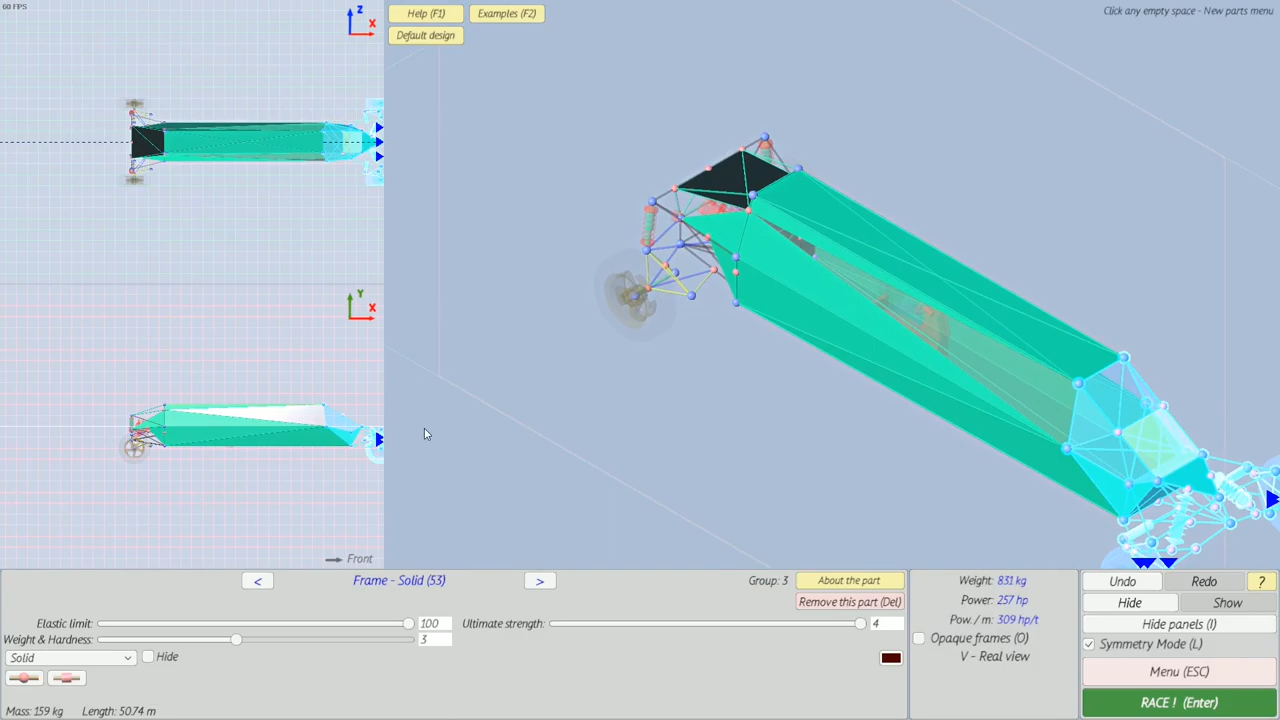 60 FPS
Z
X
Help (F1)
Examples (F2)
Default design
Click any empty space - New parts menu
Y
X
Front
<
Frame - Solid (53)
>
Group: 3
About the part
Remove this part (Del)
Elastic limit:
100
Ultimate strength:
4
Weight & Hardness:
3
Solid
Hide
Mass: 159 kg
Length: 50.74 m
Weight: 831 kg
Power: 257 hp
Pow. / m: 309 hp/t
Opaque frames (O)
V - Real view
Undo
Redo
?
Hide
Show
Hide panels (I)
Symmetry Mode (L)
Menu (ESC)
RACE ! (Enter)